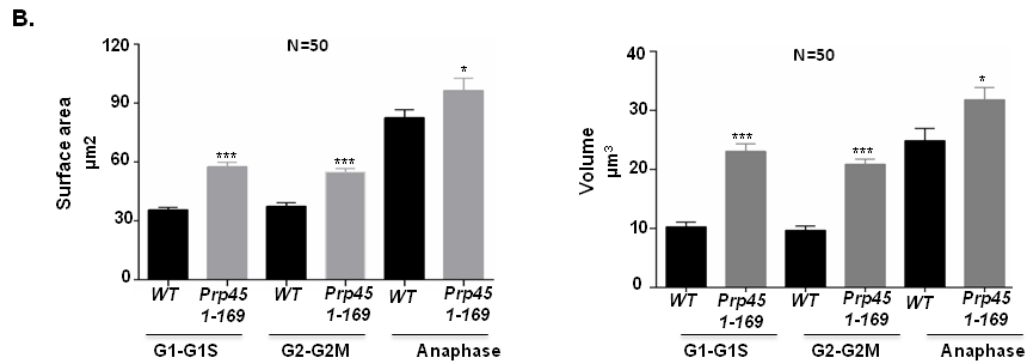 B.
N=50
Surface area
µm2
120
90
60
30
0
***
***
*
WT
Prp45
1-169
WT
Prp45
1-169
WT
Prp45
1-169
G1-G1S
G2-G2M
Anaphase
N=50
Volume
µm³
40
30
20
10
0
***
***
*
WT
Prp45
1-169
WT
Prp45
1-169
WT
Prp45
1-169
G1-G1S
G2-G2M
Anaphase